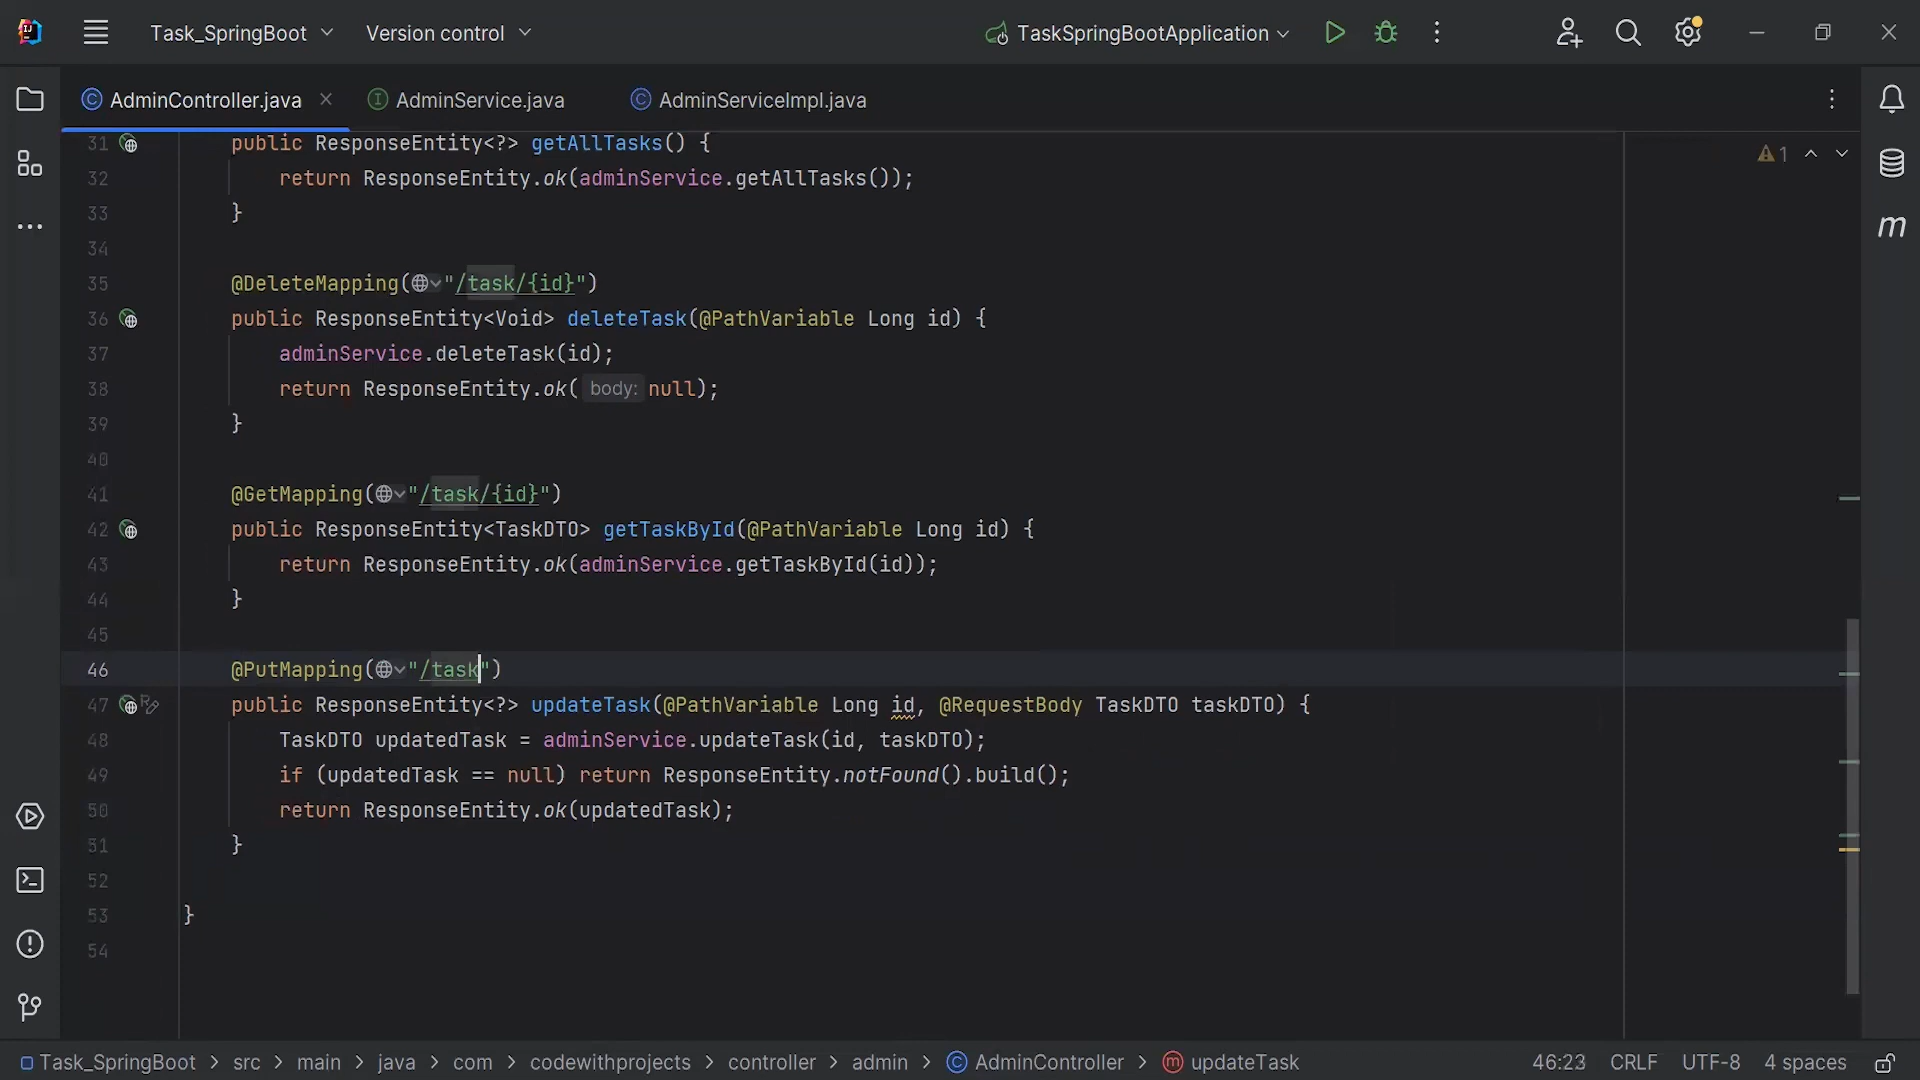 Task_SpringBoot Version control TaskSpringBootApplication
AdminController.java AdminService.java AdminServiceImpl.java
31 public ResponseEntity<?> getAllTasks() { 1
32 return ResponseEntity.ok(adminService.getAllTasks());
33 }
34
35 @DeleteMapping("/task/{id}")
36 public ResponseEntity<Void> deleteTask(@PathVariable Long id) {
37 adminService.deleteTask(id);
38 return ResponseEntity.ok( body: null);
39 }
40
41 @GetMapping("/task/{id}")
42 public ResponseEntity<TaskDTO> getTaskById(@PathVariable Long id) {
43 return ResponseEntity.ok(adminService.getTaskById(id));
44 }
45
46 @PutMapping("/task")
47 public ResponseEntity<?> updateTask(@PathVariable Long id, @RequestBody TaskDTO taskDTO) {
48 TaskDTO updatedTask = adminService.updateTask(id, taskDTO);
49 if (updatedTask == null) return ResponseEntity.notFound().build();
50 return ResponseEntity.ok(updatedTask);
51 }
52
53 }
54
Task_SpringBoot > src > main > java > com > codewithprojects > controller > admin > AdminController > updateTask 46:23 CRLF UTF-8 4 spaces